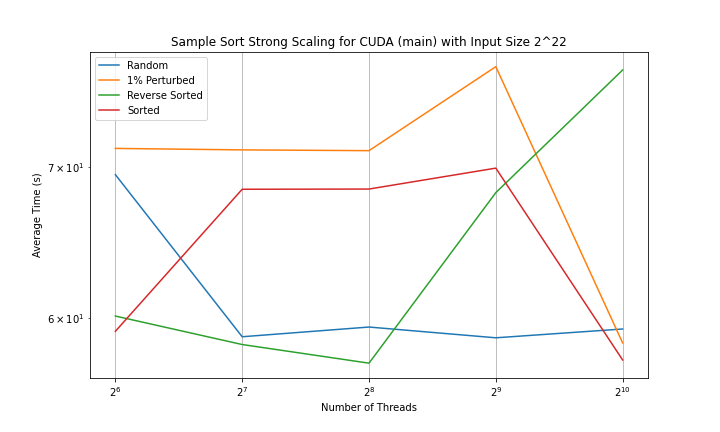 Sample Sort Strong Scaling for CUDA (main) with Input Size 2^22
Random
1% Perturbed
Reverse Sorted
Sorted
7 × 10¹
6 × 10¹
Average Time (s)
2⁶ 2⁷ 2⁸ 2⁹ 2¹⁰
Number of Threads